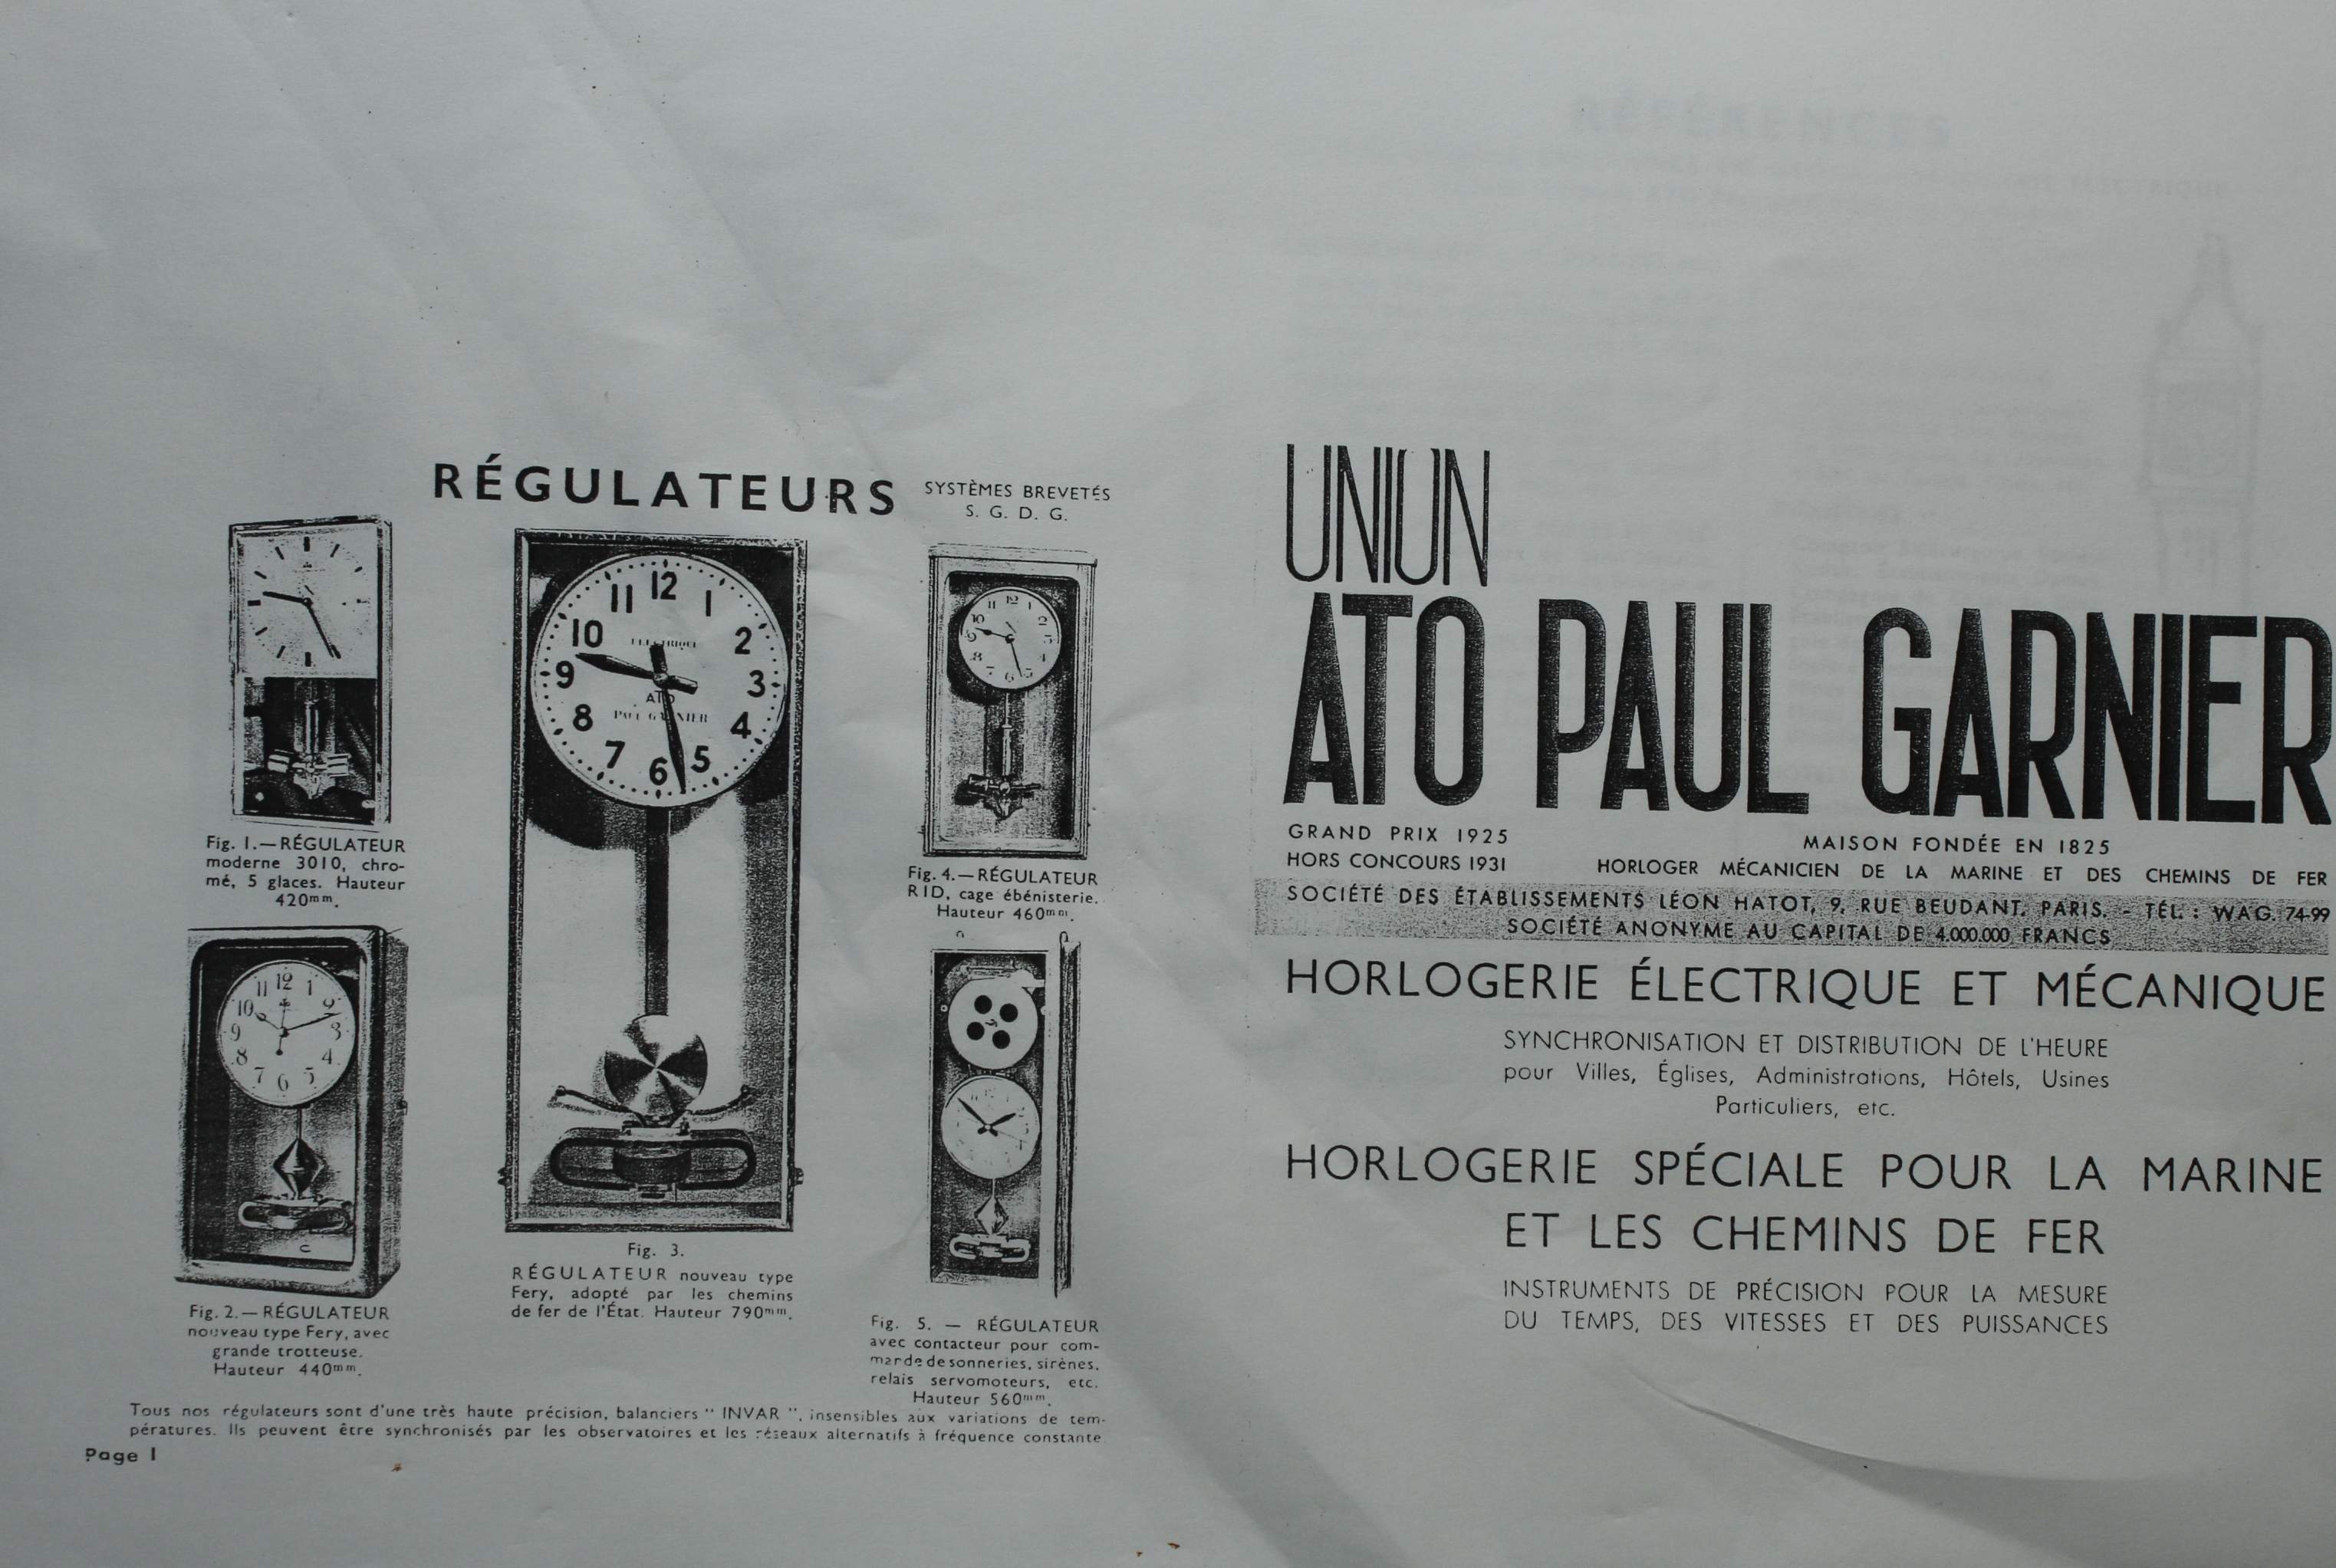 RÉGULATEURS
SYSTÈMES BREVETÉS
S. G. D. G.
Fig. 1.—RÉGULATEUR
moderne 3010, chro-
mé, 5 glaces. Hauteur
420mm.
12
1
2
3
4
5
6
7
8
9
10
11
ÉLECTRIQUE
ATO
PAUL GARNIER
Fig. 4.—RÉGULATEUR
RID, cage ébénisterie.
Hauteur 460mm.
Fig. 2.—RÉGULATEUR
nouveau type Fery, avec
grande trotteuse.
Hauteur 440mm.
Fig. 3.
RÉGULATEUR nouveau type
Fery, adopté par les chemins
de fer de l'État. Hauteur 790mm.
Fig. 5. — RÉGULATEUR
avec contacteur pour com-
mande de sonneries, sirènes,
relais servomoteurs, etc.
Hauteur 560mm.
Tous nos régulateurs sont d'une très haute précision, balanciers " INVAR ", insensibles aux variations de tem-
pératures. Ils peuvent être synchronisés par les observatoires et les réseaux alternatifs à fréquence constante.
Page 1
UNION
ATO PAUL GARNIER
GRAND PRIX 1925
HORS CONCOURS 1931
MAISON FONDÉE EN 1825
HORLOGER MÉCANICIEN DE LA MARINE ET DES CHEMINS DE FER
SOCIÉTÉ DES ÉTABLISSEMENTS LÉON HATOT, 9, RUE BEUDANT, PARIS. - TÉL. : WAG. 74-99
SOCIÉTÉ ANONYME AU CAPITAL DE 4.000.000 FRANCS
HORLOGERIE ÉLECTRIQUE ET MÉCANIQUE
SYNCHRONISATION ET DISTRIBUTION DE L'HEURE
pour Villes, Églises, Administrations, Hôtels, Usines
Particuliers, etc.
HORLOGERIE SPÉCIALE POUR LA MARINE
ET LES CHEMINS DE FER
INSTRUMENTS DE PRÉCISION POUR LA MESURE
DU TEMPS, DES VITESSES ET DES PUISSANCES